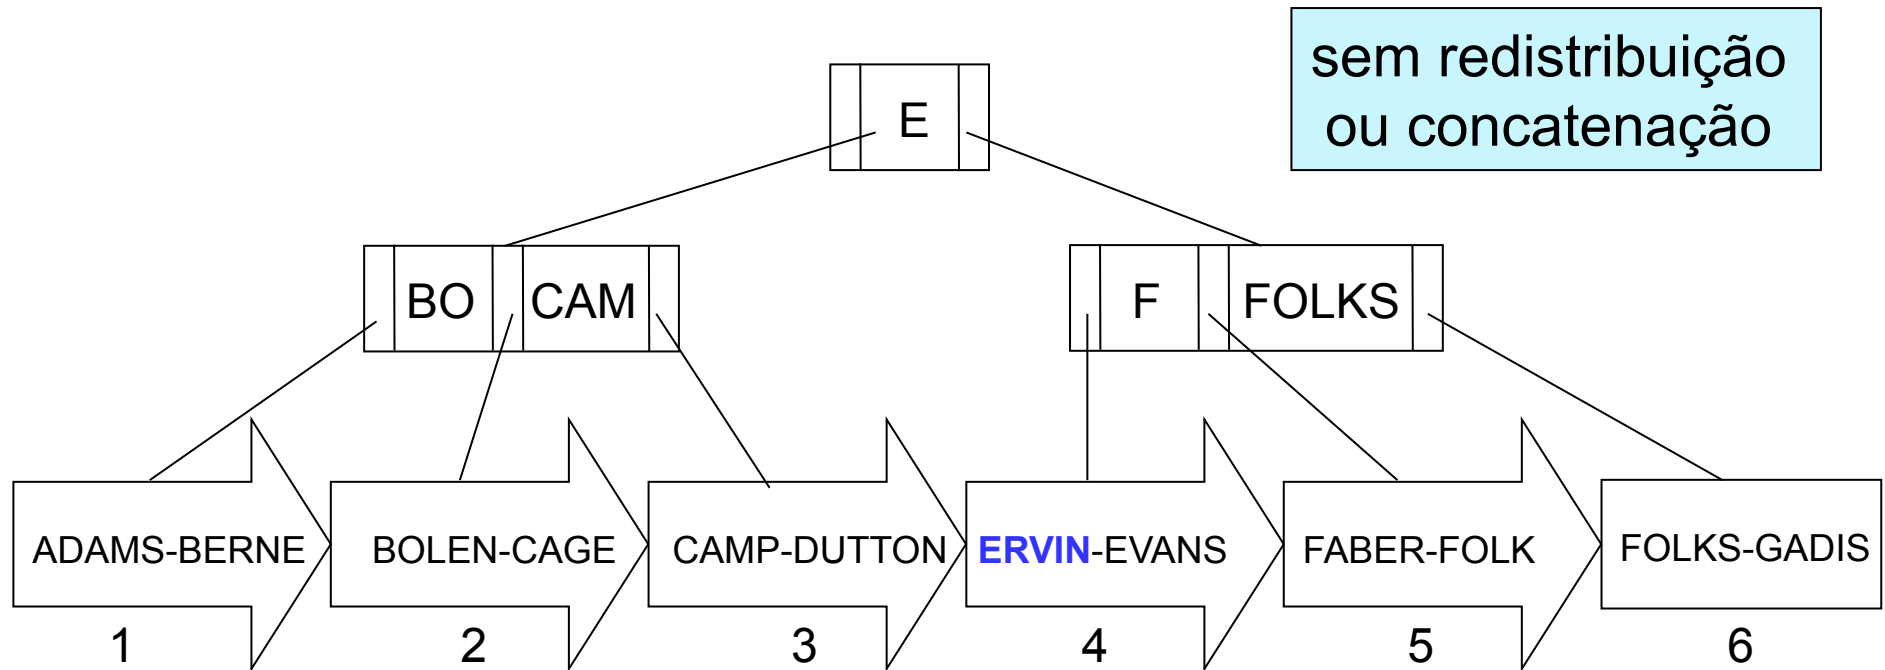 sem redistribuição
ou concatenação
E
BO CAM
F FOLKS
ADAMS-BERNE
BOLEN-CAGE
CAMP-DUTTON
ERVIN-EVANS
FABER-FOLK
FOLKS-GADIS
1 2 3 4 5 6